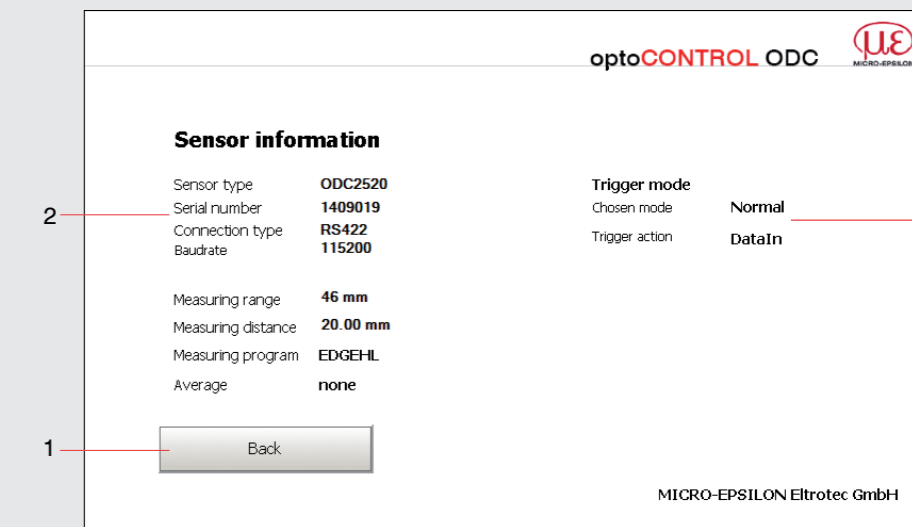 optoCONTROL ODC
με
MICRO-EPSILON
Sensor information
Sensor type ODC2520
2
Serial number 1409019
Connection type RS422
Baudrate 115200
Measuring range 46 mm
Measuring distance 20.00 mm
Measuring program EDGEHL
Average none
Trigger mode
Chosen mode Normal
Trigger action DataIn
1
Back
MICRO-EPSILON Eltrotec GmbH